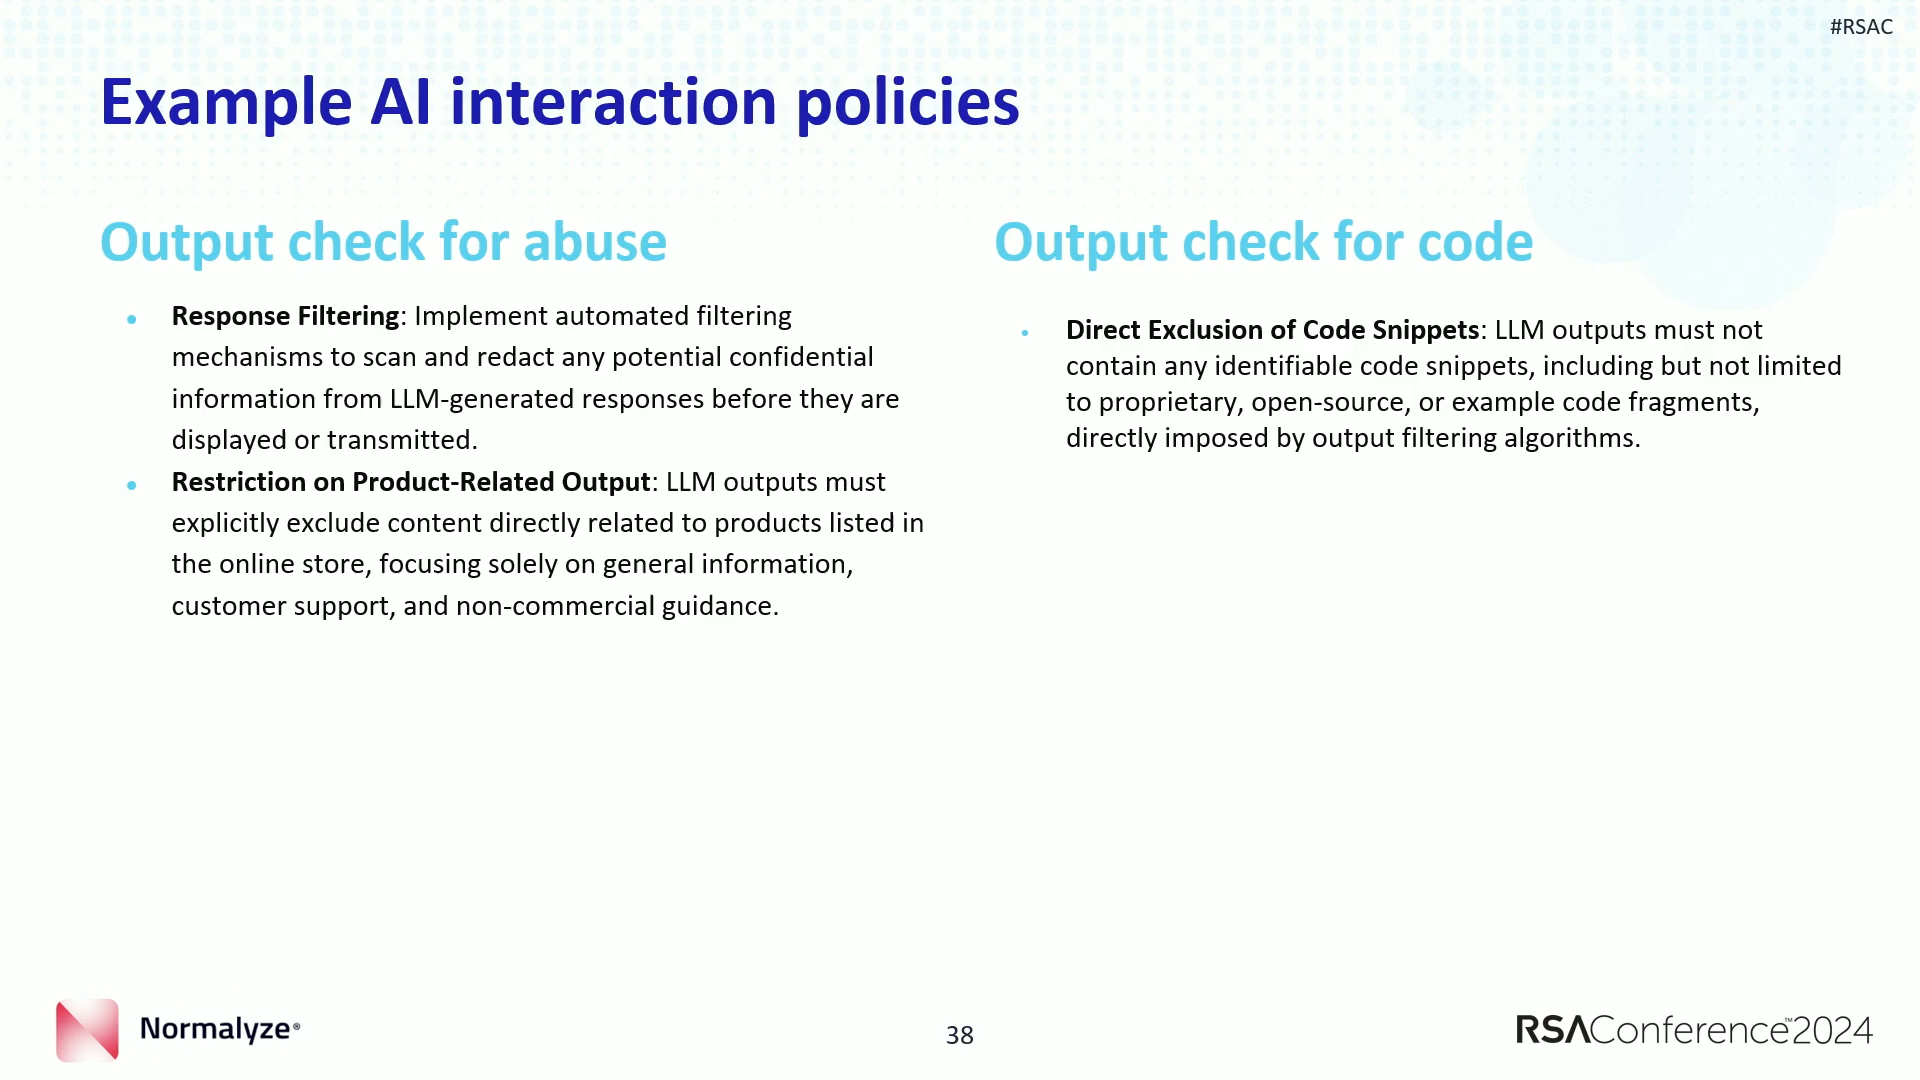 #RSAC
Example AI interaction policies
Output check for abuse
• Response Filtering: Implement automated filtering
mechanisms to scan and redact any potential confidential
information from LLM-generated responses before they are
displayed or transmitted.
• Restriction on Product-Related Output: LLM outputs must
explicitly exclude content directly related to products listed in
the online store, focusing solely on general information,
customer support, and non-commercial guidance.
Output check for code
• Direct Exclusion of Code Snippets: LLM outputs must not
contain any identifiable code snippets, including but not limited
to proprietary, open-source, or example code fragments,
directly imposed by output filtering algorithms.
Normalyze®
38
RSAConference™2024